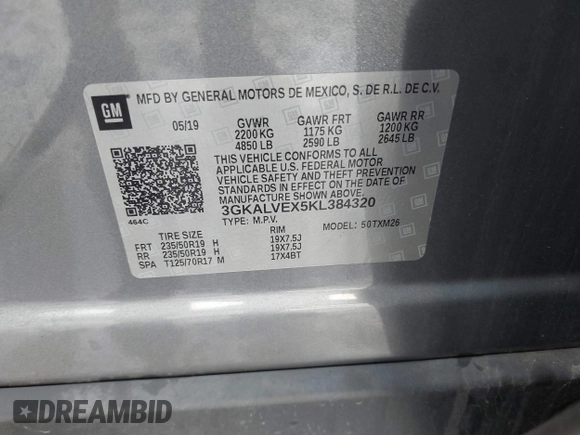 GM
MFD BY GENERAL MOTORS DE MEXICO, S. DE R.L. DE C.V.
05/19 GVWR GAWR FRT GAWR RR
2200 KG 1175 KG 1200 KG
4850 LB 2590 LB 2645 LB
THIS VEHICLE CONFORMS TO ALL
APPLICABLE U.S. FEDERAL MOTOR
VEHICLE SAFETY AND THEFT PREVENTION
STANDARDS IN EFFECT ON THE DATE OF
MANUFACTURE SHOWN ABOVE.
3GKALVEX5KL384320
464C TYPE: M.P.V. MODEL: 50TXM26
TIRE SIZE RIM
FRT 235/50R19 H 19X7.5J
RR 235/50R19 H 19X7.5J
SPA T125/70R17 M 17X4BT
DREAMBID